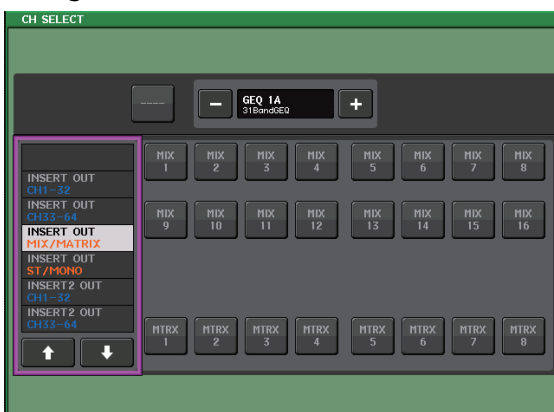 CH SELECT
----
− GEQ 1A +
31BandGEQ
INSERT OUT
CH1-32
INSERT OUT
CH33-64
INSERT OUT
MIX/MATRIX
INSERT OUT
ST/MONO
INSERT2 OUT
CH1-32
INSERT2 OUT
CH33-64
MIX MIX MIX MIX MIX MIX MIX MIX
1 2 3 4 5 6 7 8
MIX MIX MIX MIX MIX MIX MIX MIX
9 10 11 12 13 14 15 16
MTRX MTRX MTRX MTRX MTRX MTRX MTRX MTRX
1 2 3 4 5 6 7 8